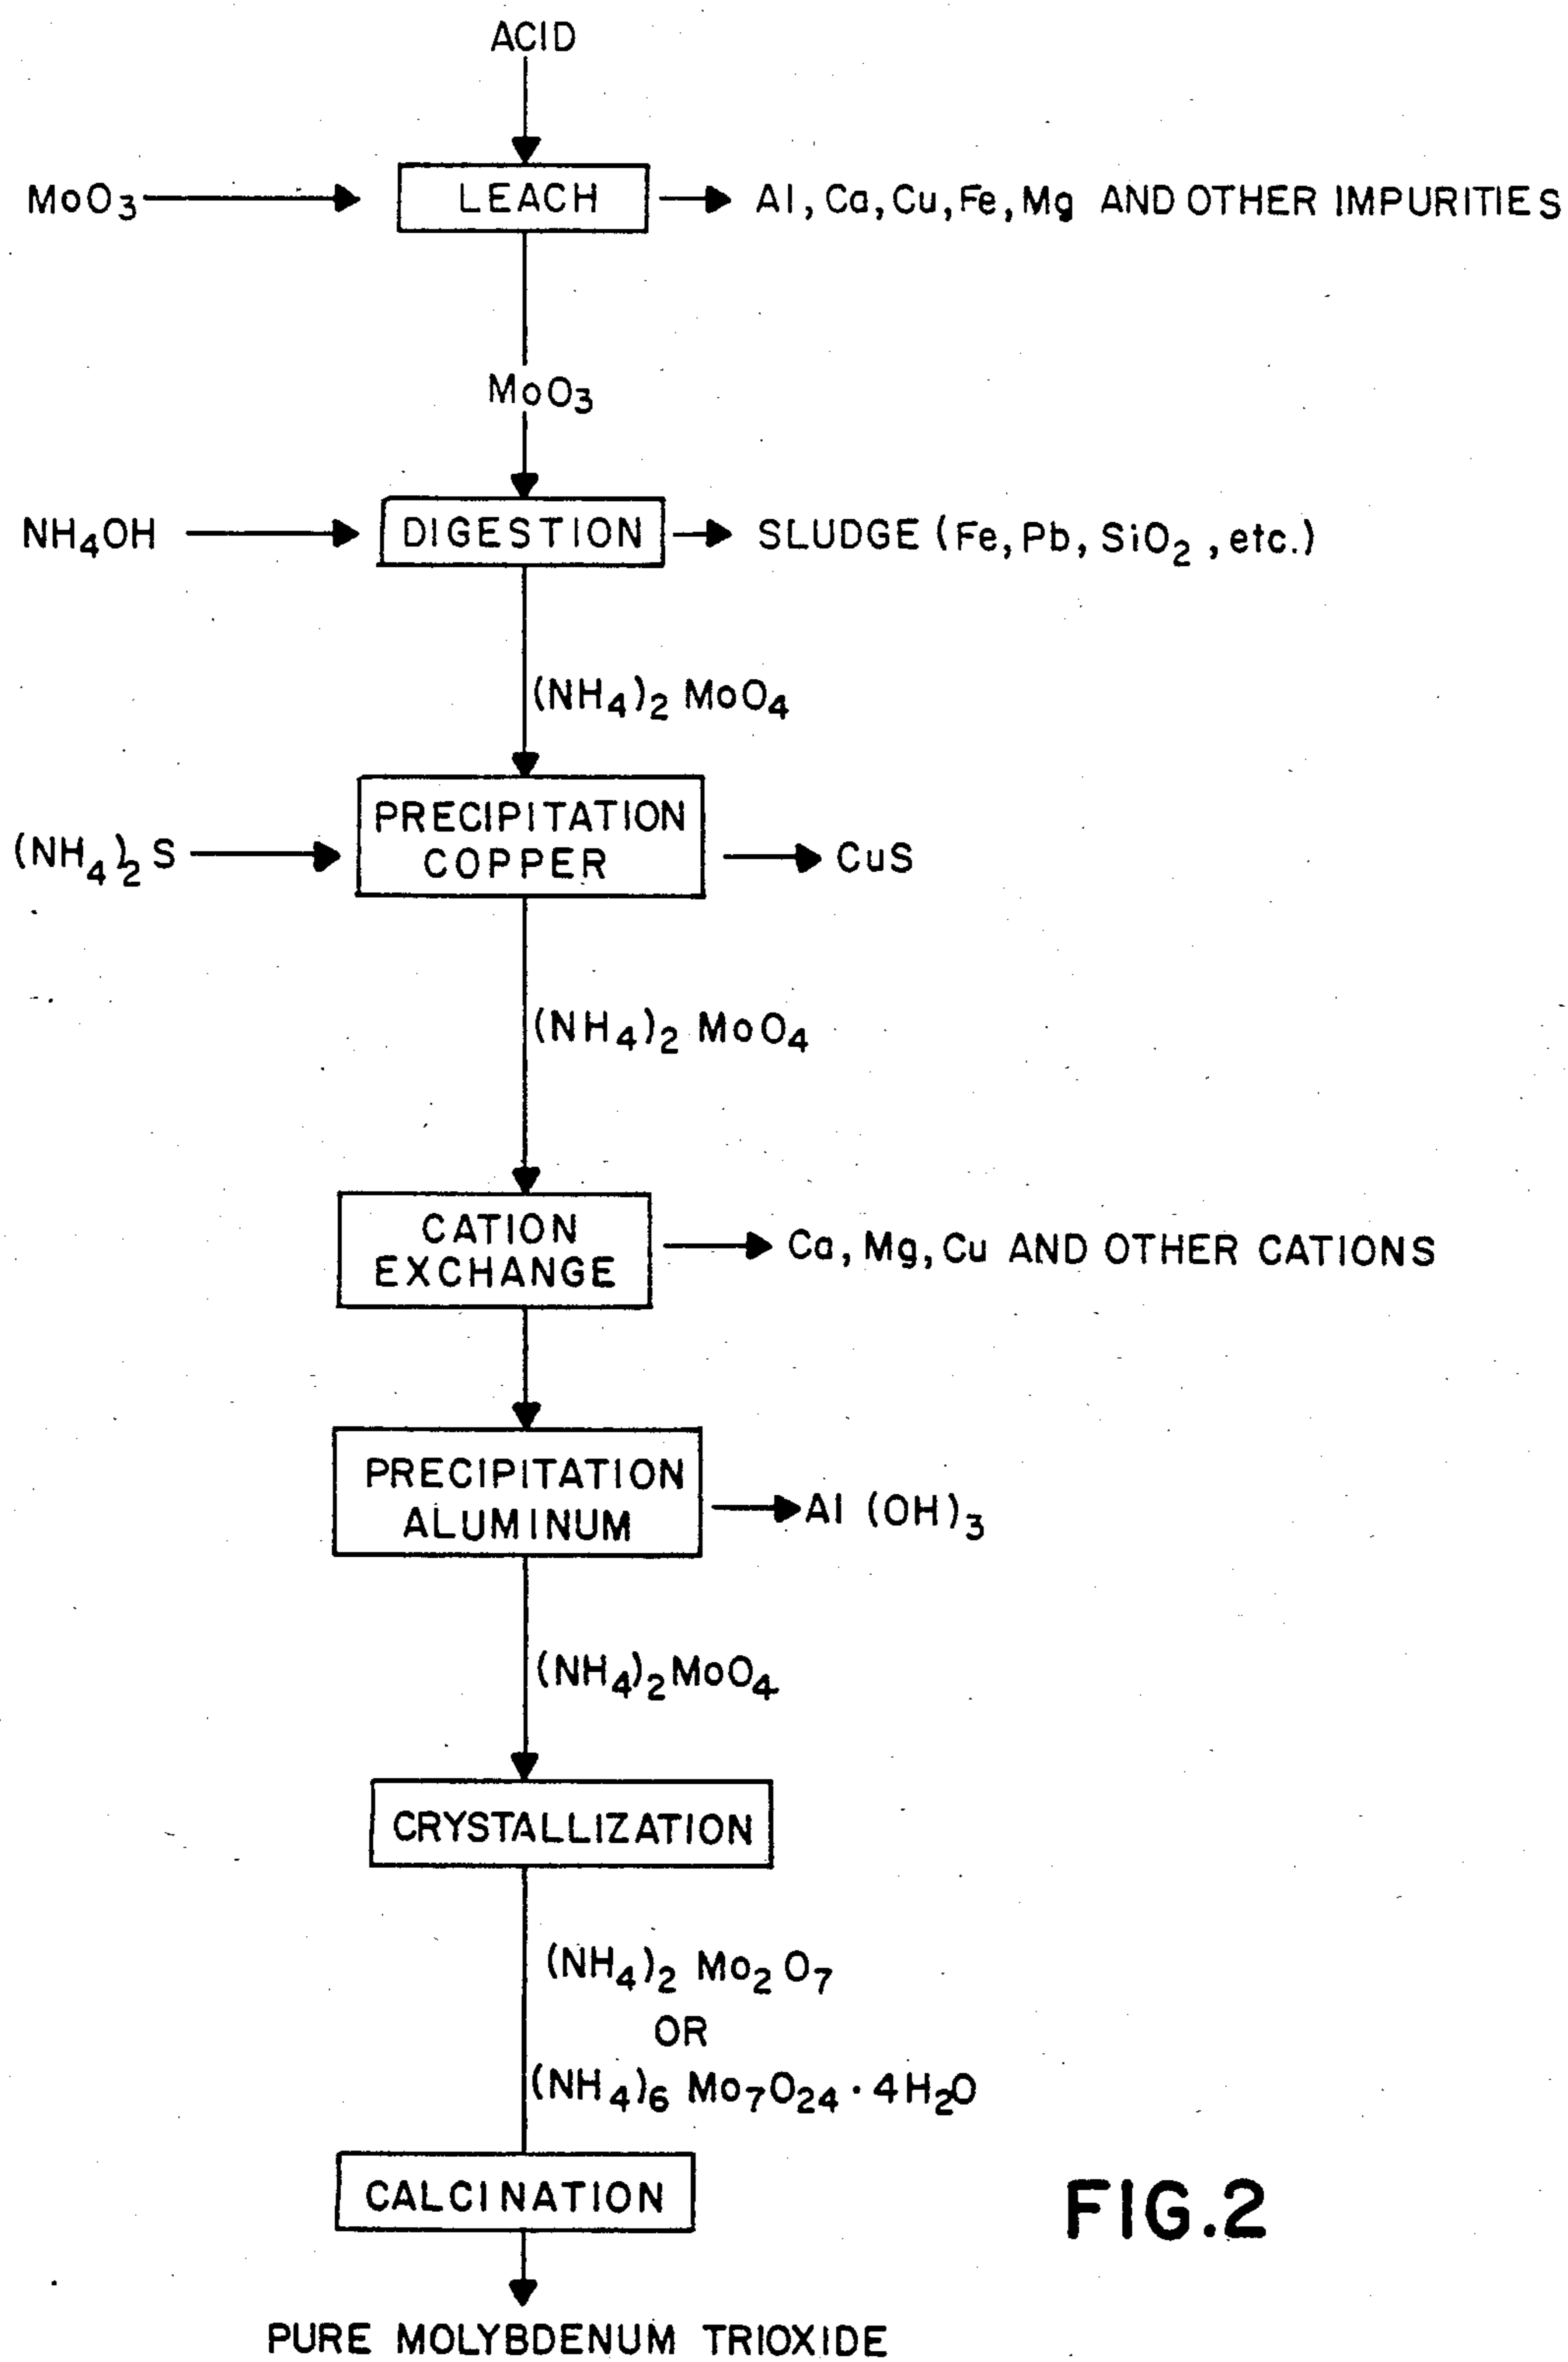 ACID
MoO3
LEACH
Al, Ca, Cu, Fe, Mg AND OTHER IMPURITIES
MoO3
NH4OH
DIGESTION
SLUDGE (Fe, Pb, SiO2, etc.)
(NH4)2 MoO4
(NH4)2 S
PRECIPITATION
COPPER
CuS
(NH4)2 MoO4
CATION
EXCHANGE
Ca, Mg, Cu AND OTHER CATIONS
PRECIPITATION
ALUMINUM
Al (OH)3
(NH4)2 MoO4
CRYSTALLIZATION
(NH4)2 Mo2 O7
OR
(NH4)6 Mo7O24 · 4H2O
CALCINATION
FIG.2
PURE MOLYBDENUM TRIOXIDE